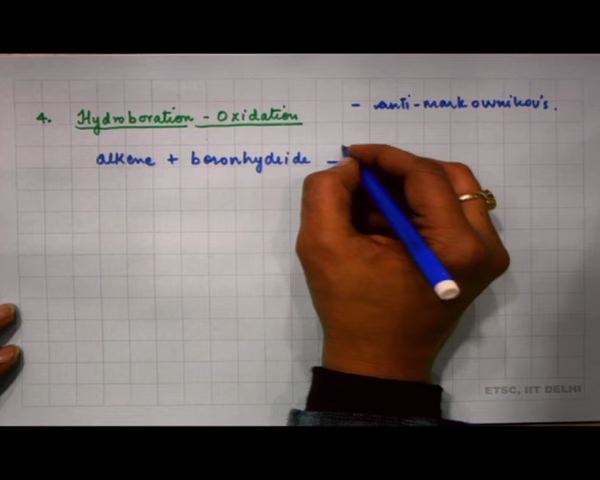 4. Hydroboration - Oxidation - anti-markownikov's.
alkene + boronhydride -
ETSC, IIT DELHI